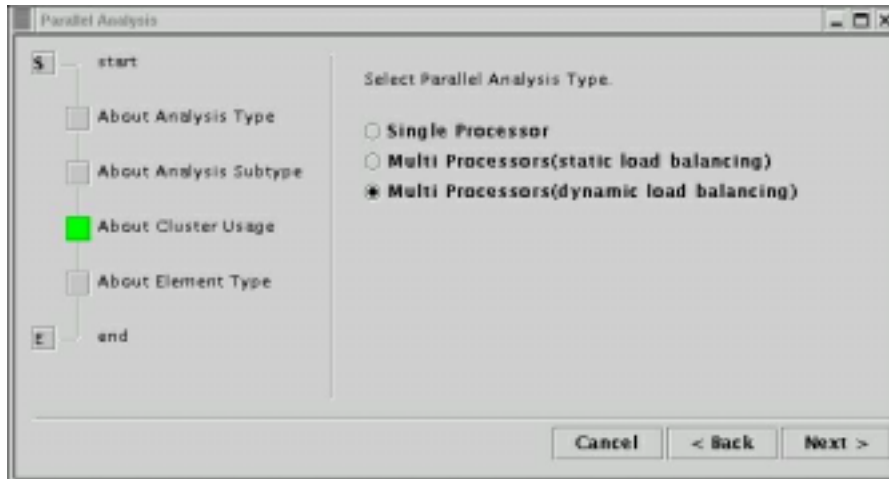 Parallel Analysis
S
start
About Analysis Type
About Analysis Subtype
About Cluster Usage
About Element Type
E
end
Select Parallel Analysis Type.
Single Processor
Multi Processors(static load balancing)
Multi Processors(dynamic load balancing)
Cancel
< Back
Next >